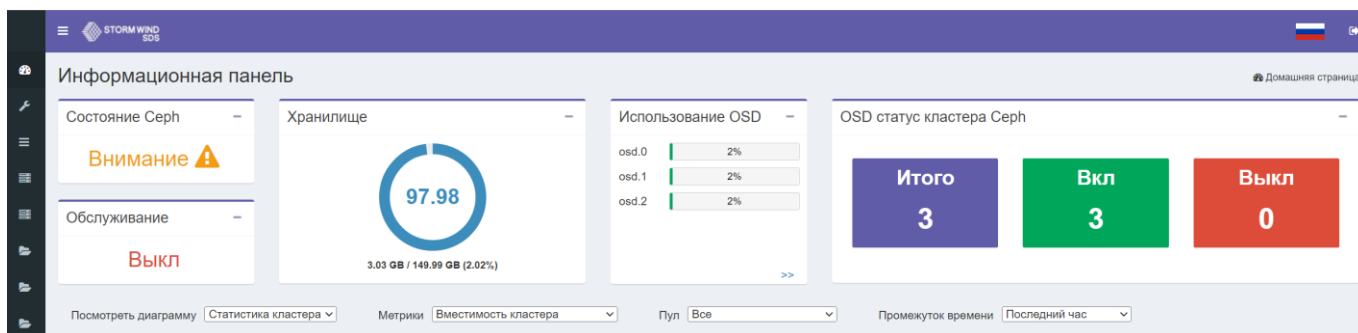 STORM WIND
SDS
Информационная панель
Домашняя страница
Состояние Ceph
Внимание
Обслуживание
Выкл
Хранилище
97.98
3.03 GB / 149.99 GB (2.02%)
Использование OSD
osd.0 2%
osd.1 2%
osd.2 2%
>>
OSD статус кластера Ceph
Итого
3
Вкл
3
Выкл
0
Посмотреть диаграмму Статистика кластера Метрики Вместимость кластера Пул Все Промежуток времени Последний час